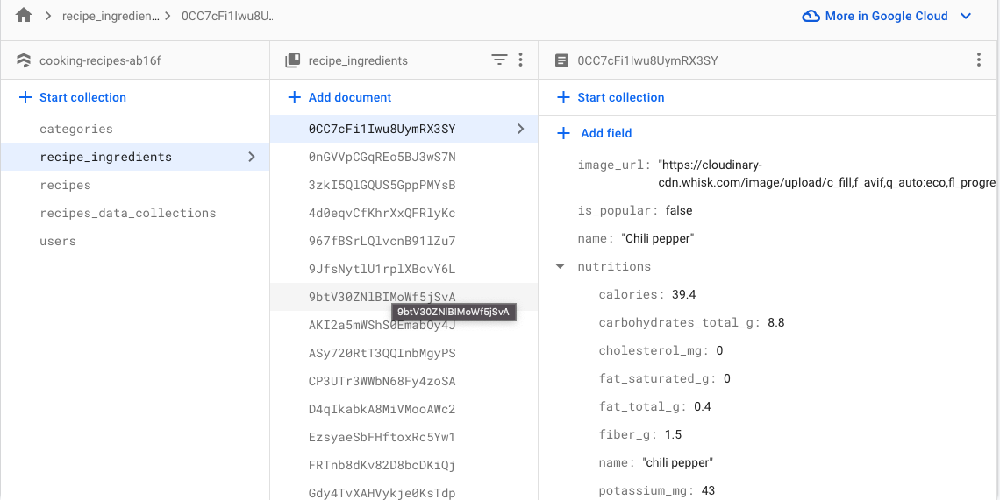 recipe_ingredien...
0CC7cFi1Iwu8U..
More in Google Cloud
cooking-recipes-ab16f
Start collection
categories
recipe_ingredients
recipes
recipes_data_collections
users
recipe_ingredients
Add document
0CC7cFi1Iwu8UymRX3SY
0nGVVpCGqREo5BJ3wS7N
3zkI5QlGQUS5GppPMYsB
4d0eqvCfKhrXxQFRlyKc
967fBSrLQlvcnB91lZu7
9JfsNytlU1rplXBovY6L
9btV30ZNlBIMoWf5jSvA
9btV30ZNlBIMoWf5jSvA
AKI2a5mWShS0EmabOy4J
ASy720RtT3QQInbMgyPS
CP3UTr3WWbN68Fy4zoSA
D4qIkabkA8MiVMooAWc2
EzsyaeSbFHftoxRc5Yw1
FRTnb8dKv82D8bcDKiQj
Gdy4TvXAHVykje0KsTdp
0CC7cFi1Iwu8UymRX3SY
Start collection
Add field
image_url: "https://cloudinary-
cdn.whisk.com/image/upload/c_fill,f_avif,q_auto:eco,fl_progre
is_popular: false
name: "Chili pepper"
nutritions
calories: 39.4
carbohydrates_total_g: 8.8
cholesterol_mg: 0
fat_saturated_g: 0
fat_total_g: 0.4
fiber_g: 1.5
name: "chili pepper"
potassium_mg: 43